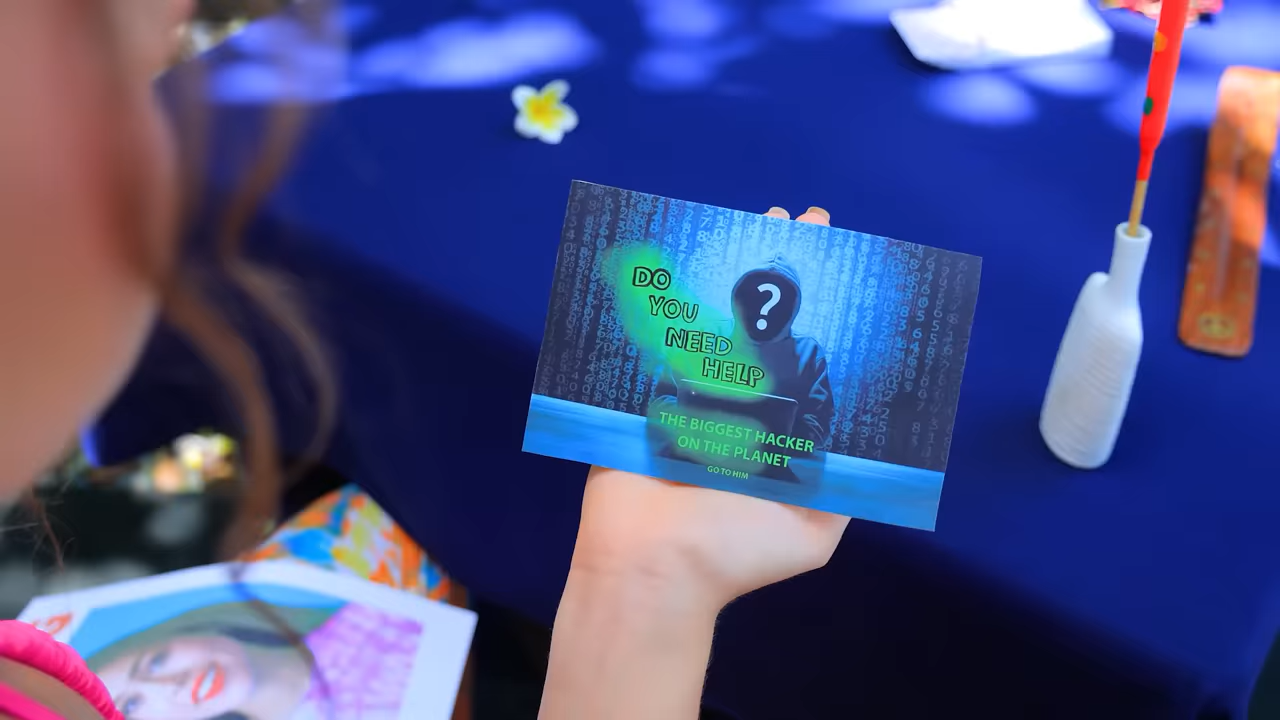 DO
YOU
NEED
HELP
?
THE BIGGEST HACKER
ON THE PLANET
GO TO HIM